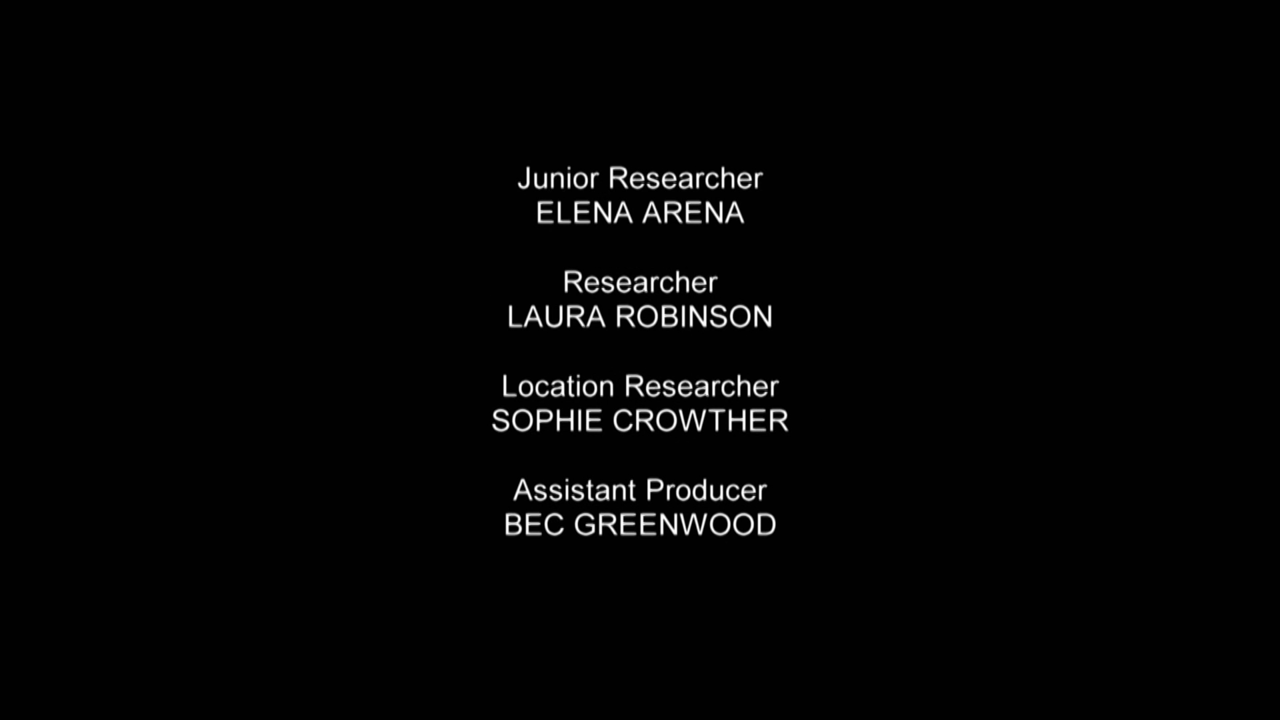 Junior Researcher
ELENA ARENA
Researcher
LAURA ROBINSON
Location Researcher
SOPHIE CROWTHER
Assistant Producer
BEC GREENWOOD